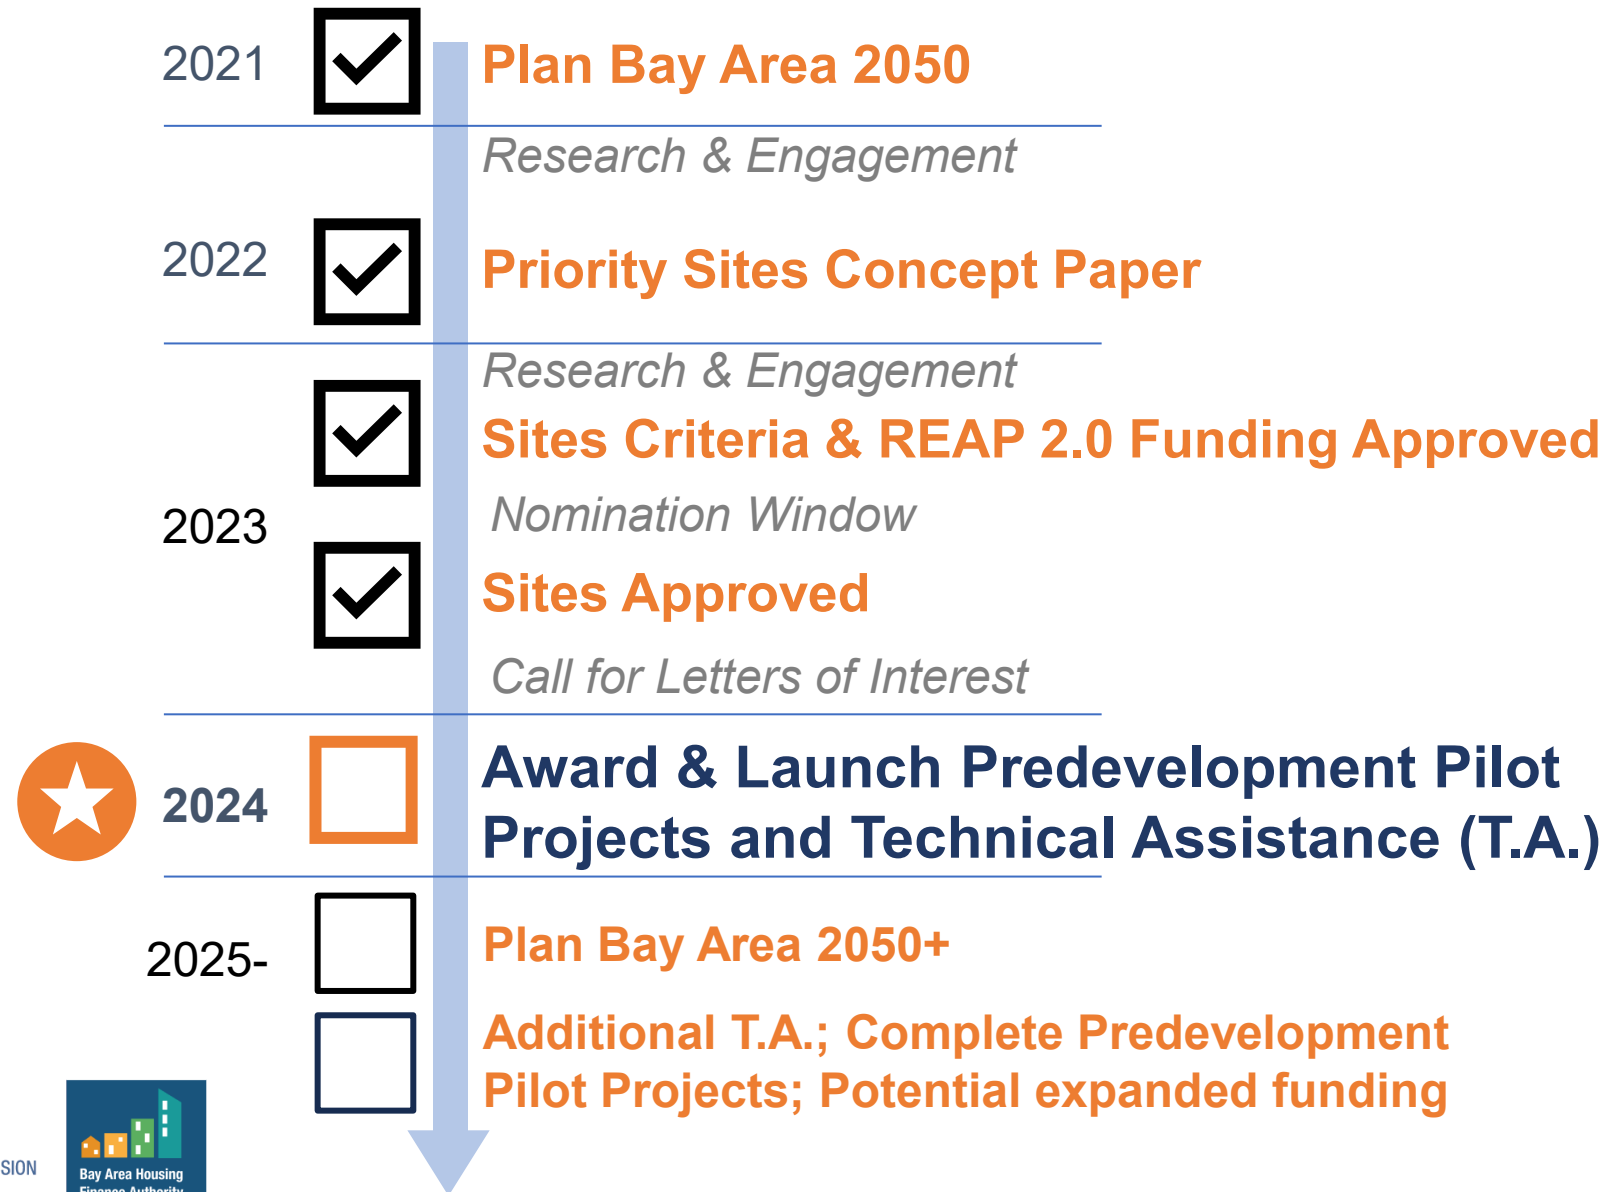 2021
Plan Bay Area 2050
Research & Engagement
2022
Priority Sites Concept Paper
Research & Engagement
Sites Criteria & REAP 2.0 Funding Approved
2023
Nomination Window
Sites Approved
Call for Letters of Interest
2024
Award & Launch Predevelopment Pilot
Projects and Technical Assistance (T.A.)
2025-
Plan Bay Area 2050+
Additional T.A.; Complete Predevelopment
Pilot Projects; Potential expanded funding
SION
Bay Area Housing
Finance Authority